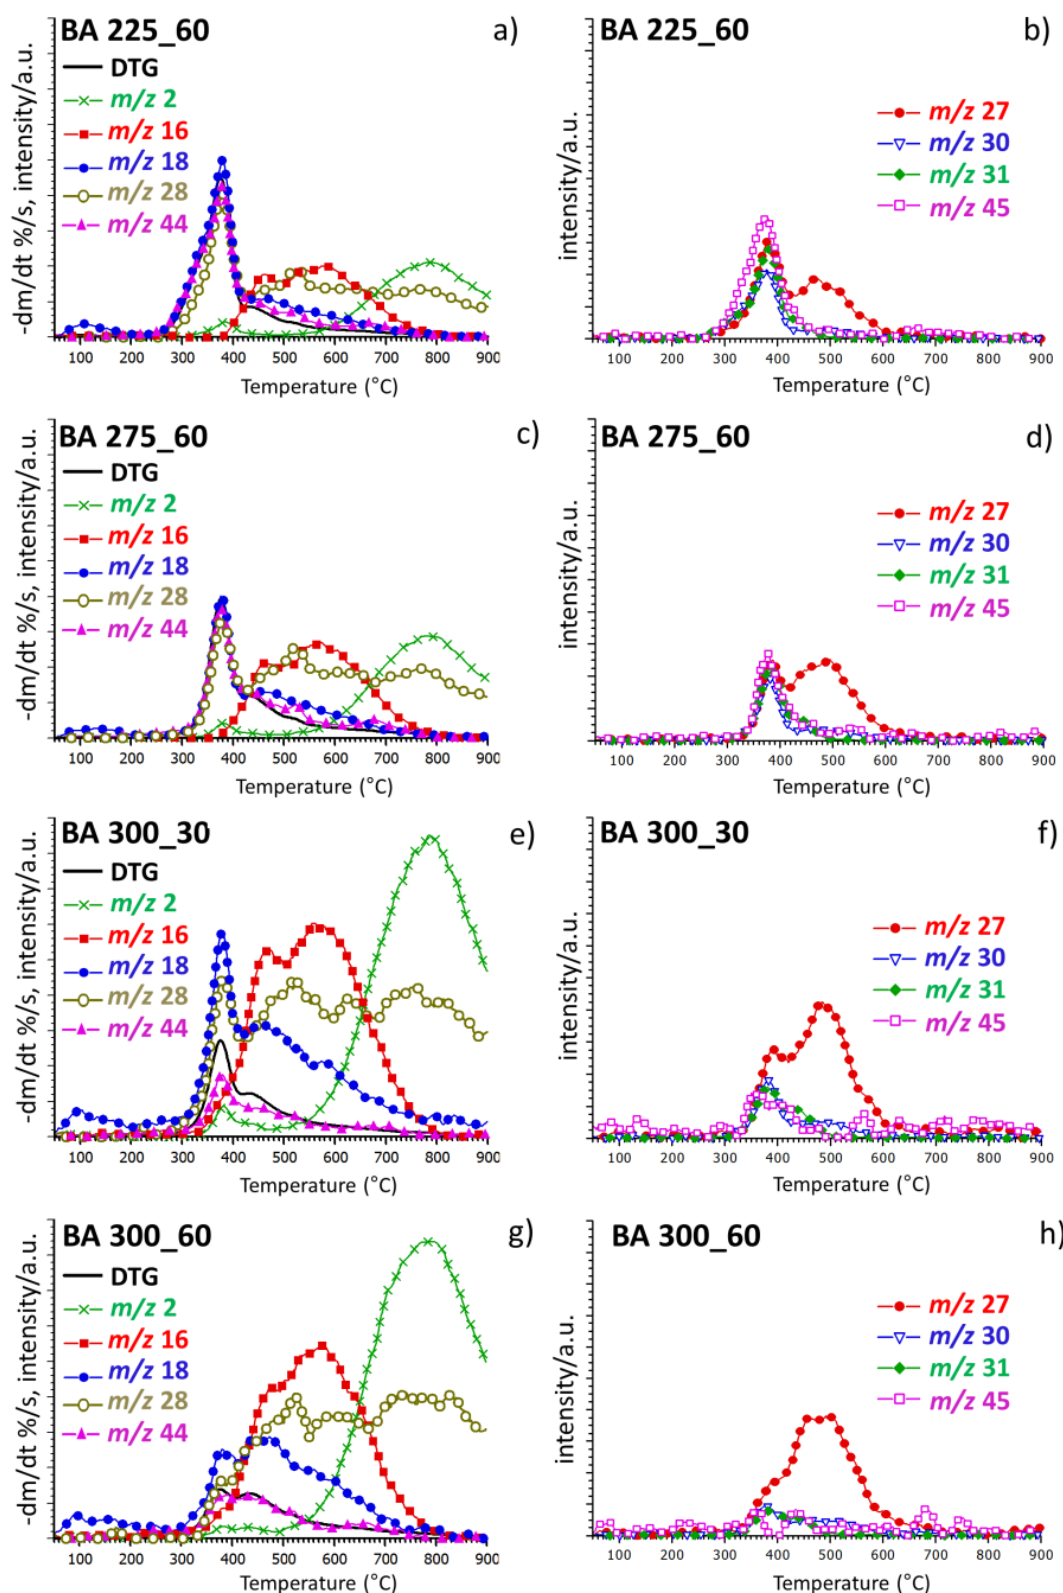 BA 225_60
a)
DTG
m/z 2
m/z 16
m/z 18
m/z 28
m/z 44
-dm/dt %/s, intensity/a.u.
100 200 300 400 500 600 700 800 900
Temperature (°C)
BA 225_60
b)
m/z 27
m/z 30
m/z 31
m/z 45
intensity/a.u.
100 200 300 400 500 600 700 800 900
Temperature (°C)
BA 275_60
c)
DTG
m/z 2
m/z 16
m/z 18
m/z 28
m/z 44
-dm/dt %/s, intensity/a.u.
100 200 300 400 500 600 700 800 900
Temperature (°C)
BA 275_60
d)
m/z 27
m/z 30
m/z 31
m/z 45
intensity/a.u.
100 200 300 400 500 600 700 800 900
Temperature (°C)
BA 300_30
e)
DTG
m/z 2
m/z 16
m/z 18
m/z 28
m/z 44
-dm/dt %/s, intensity/a.u.
100 200 300 400 500 600 700 800 900
Temperature (°C)
BA 300_30
f)
m/z 27
m/z 30
m/z 31
m/z 45
intensity/a.u.
100 200 300 400 500 600 700 800 900
Temperature (°C)
BA 300_60
g)
DTG
m/z 2
m/z 16
m/z 18
m/z 28
m/z 44
-dm/dt %/s, intensity/a.u.
100 200 300 400 500 600 700 800 900
Temperature (°C)
BA 300_60
h)
m/z 27
m/z 30
m/z 31
m/z 45
intensity/a.u.
100 200 300 400 500 600 700 800 900
Temperature (°C)